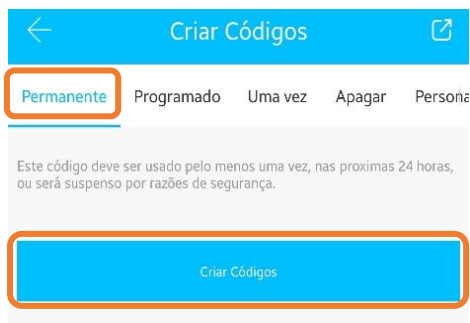 Criar Códigos
Permanente Programado Uma vez Apagar Persona
Este código deve ser usado pelo menos uma vez, nas proximas 24 horas,
ou será suspenso por razões de segurança.
Criar Códigos